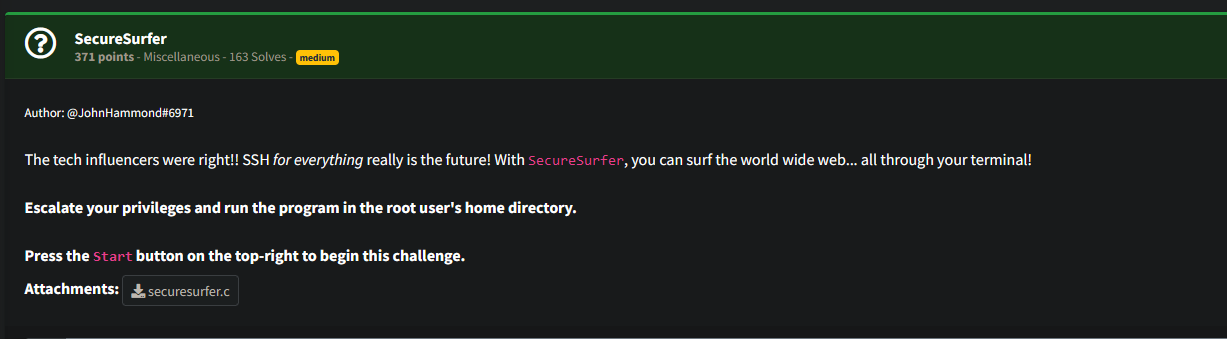 SecureSurfer
371 points - Miscellaneous - 163 Solves - medium
Author: @JohnHammond#6971
The tech influencers were right!! SSH for everything really is the future! With SecureSurfer, you can surf the world wide web... all through your terminal!
Escalate your privileges and run the program in the root user's home directory.
Press the Start button on the top-right to begin this challenge.
Attachments: securesurfer.c